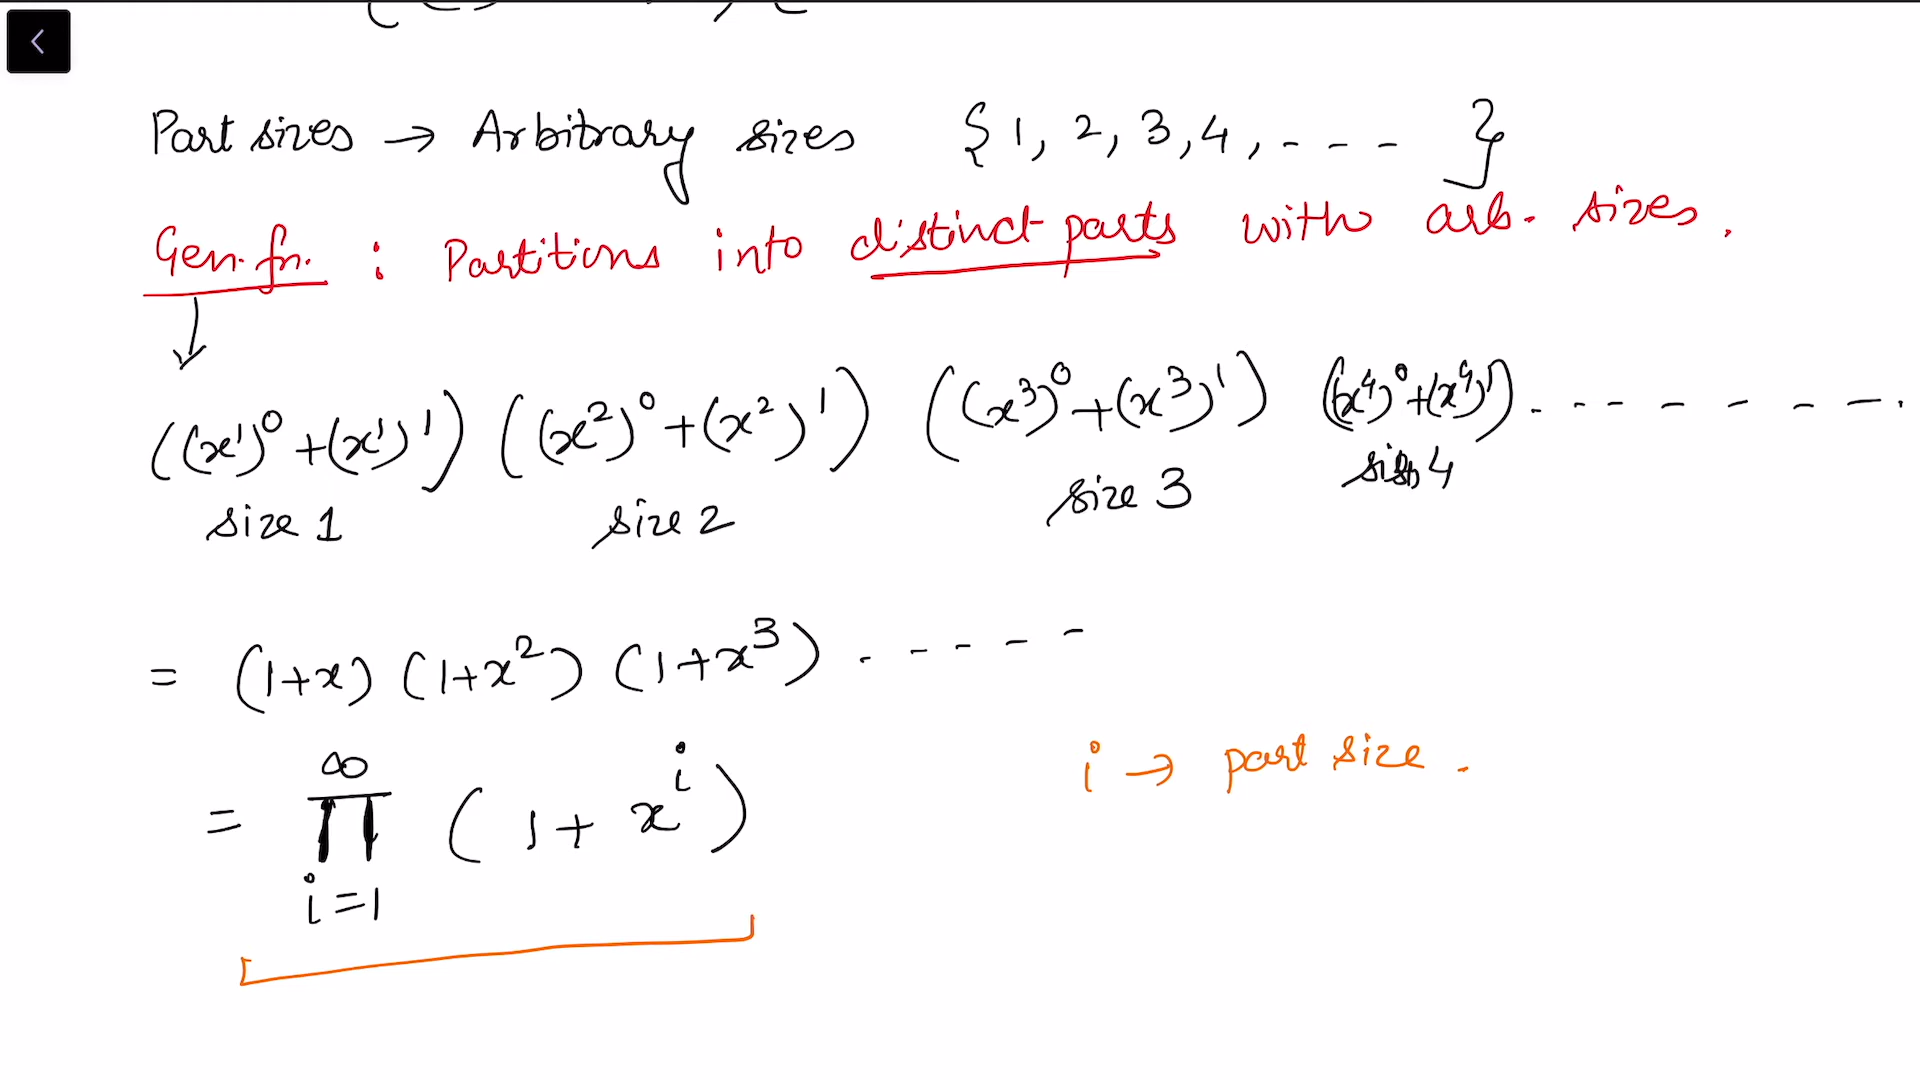 Part sizes → Arbitrary sizes {1, 2, 3, 4, - - - }
Gen. fn. : Partitions into distinct parts with arb. sizes.
((x¹)⁰ + (x¹)¹) ((x²)⁰ + (x²)¹) ((x³)⁰ + (x³)¹) ((x⁴)⁰ + (x⁴)¹) - - - - - - -
size 1 size 2 size 3 4
= (1+x) (1+x²) (1+x³) - - - - -
= ∏_{i=1}^{∞} (1 + x^i)
i → part size.